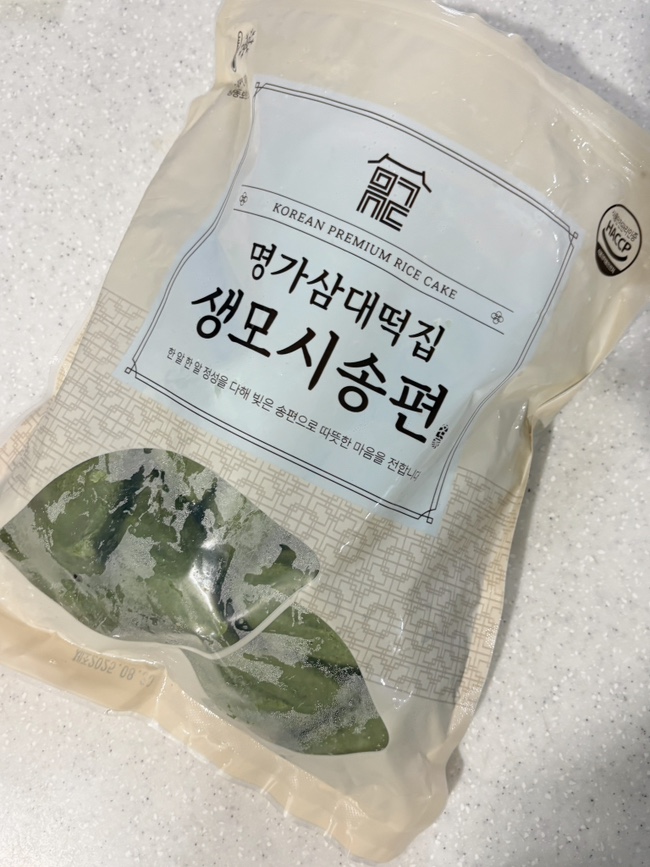 명가
KOREAN PREMIUM RICE CAKE
HACCP
명가삼대떡집
생모시송편
한 알 한 알 정성을 다해 빚은 송편으로 따뜻한 마음을 전합니다